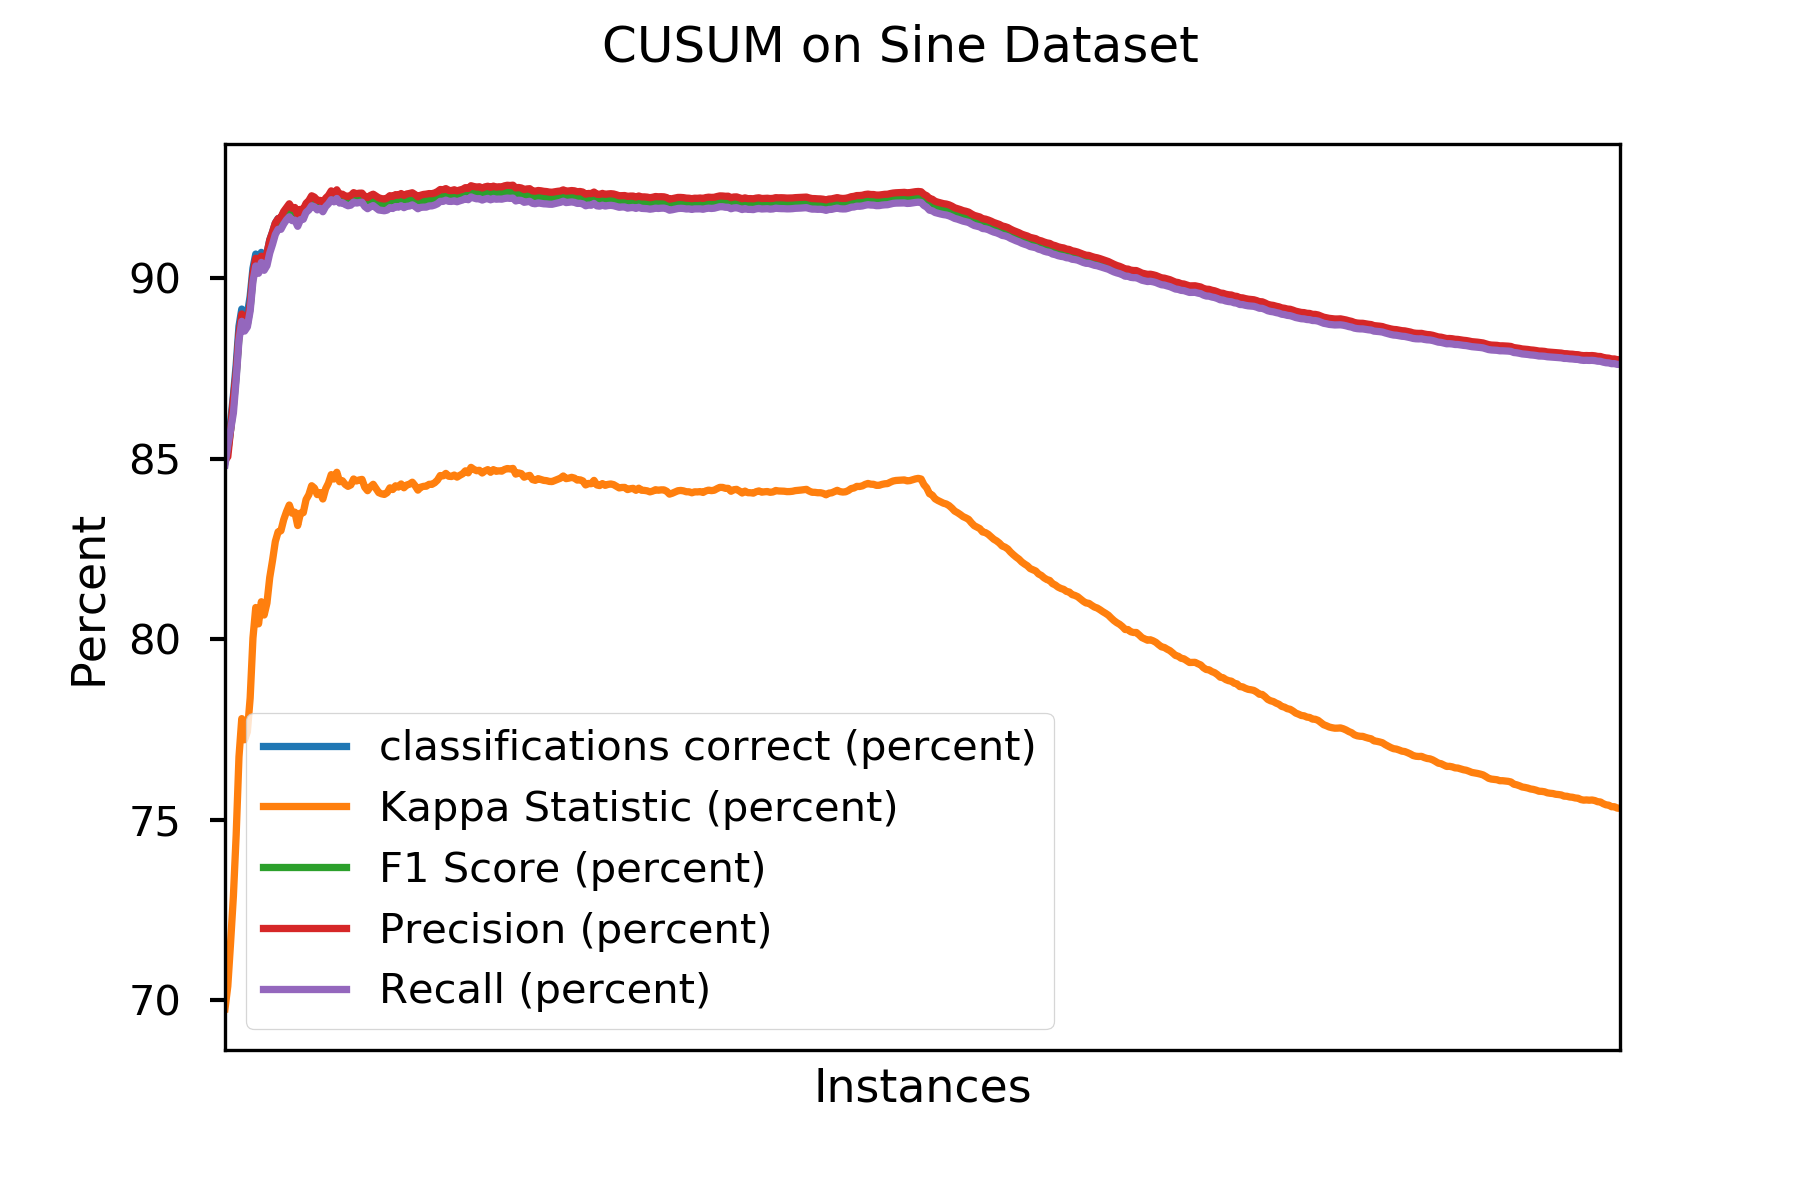 CUSUM on Sine Dataset
90
85
80
75
70
Percent
classifications correct (percent)
Kappa Statistic (percent)
F1 Score (percent)
Precision (percent)
Recall (percent)
Instances